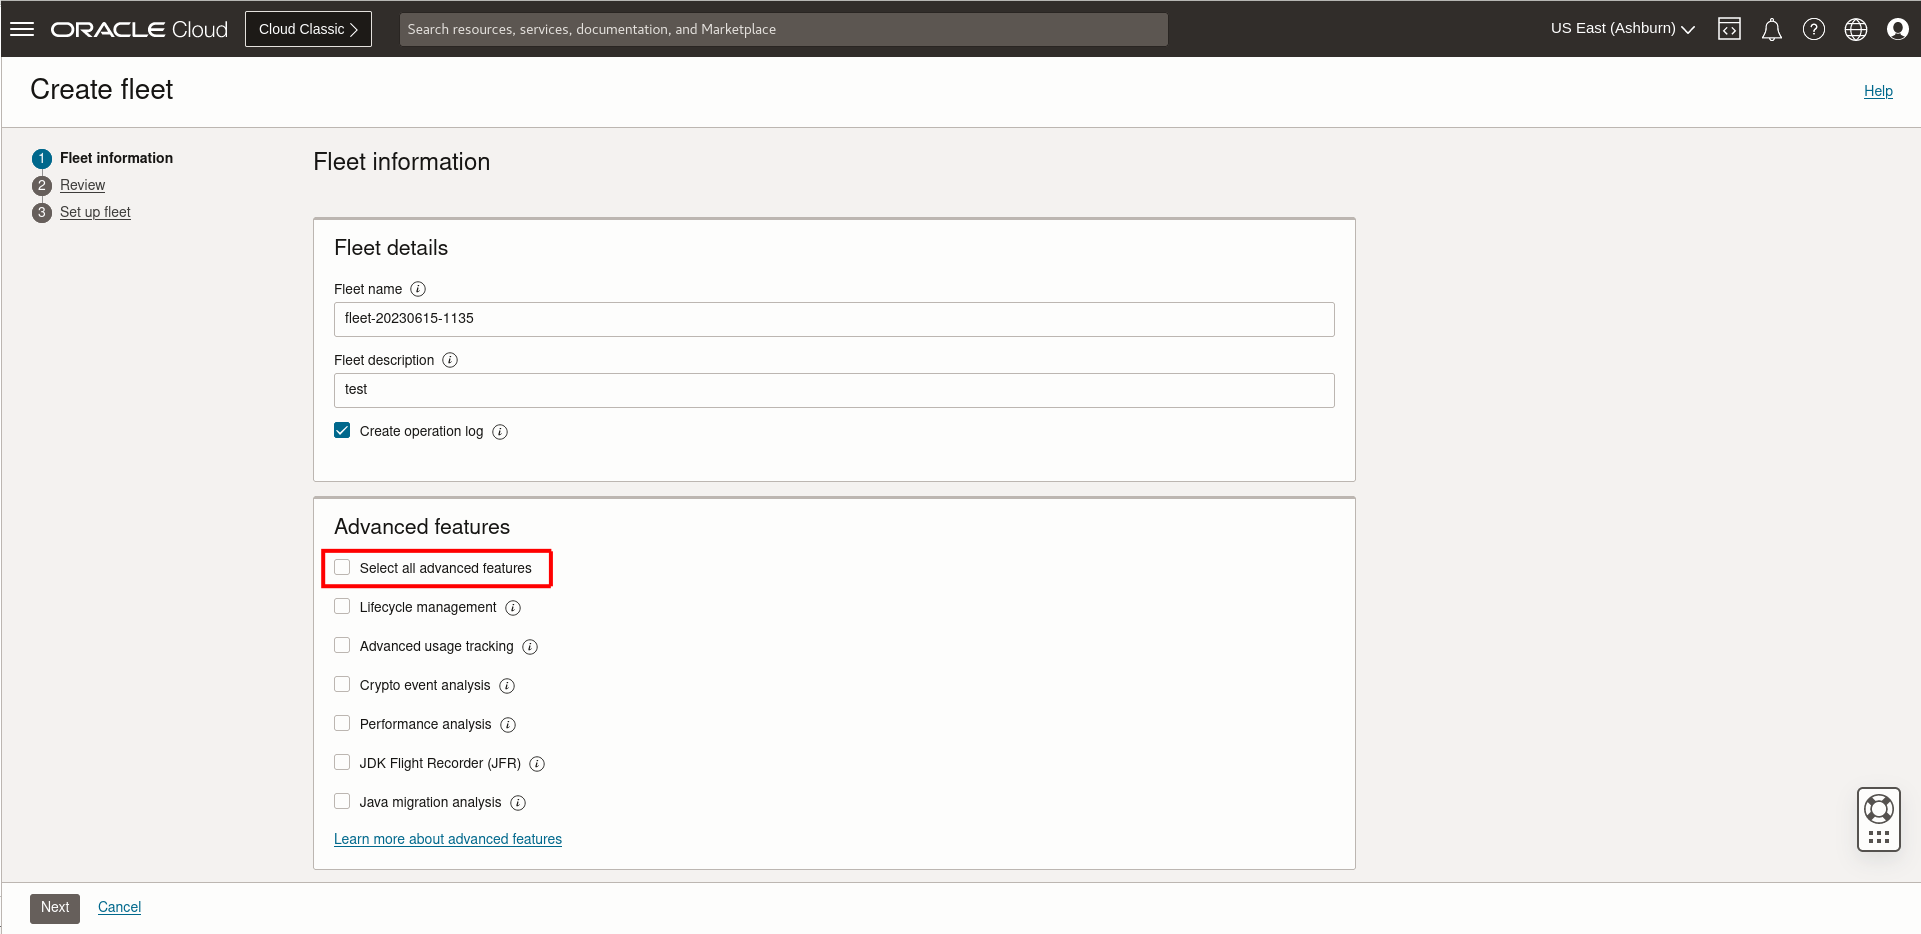 ORACLE Cloud
Cloud Classic
Search resources, services, documentation, and Marketplace
US East (Ashburn)
Create fleet
Help
1 Fleet information
2 Review
3 Set up fleet
Fleet information
Fleet details
Fleet name
fleet-20230615-1135
Fleet description
test
Create operation log
Advanced features
Select all advanced features
Lifecycle management
Advanced usage tracking
Crypto event analysis
Performance analysis
JDK Flight Recorder (JFR)
Java migration analysis
Learn more about advanced features
Next
Cancel